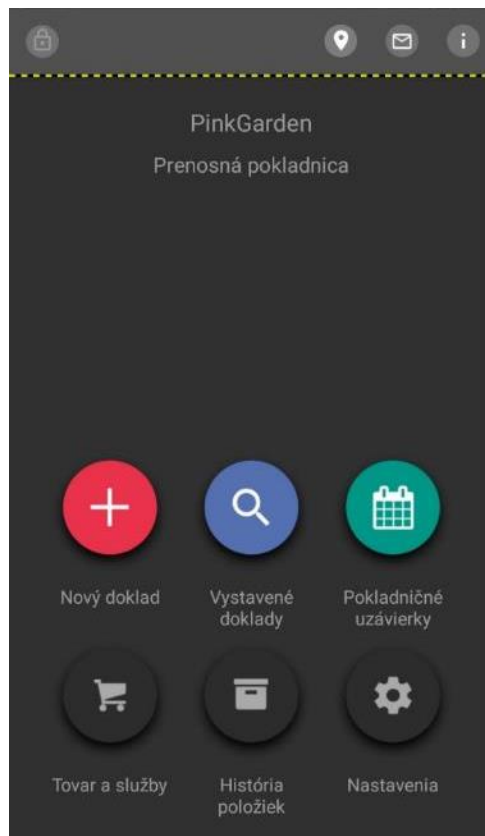 PinkGarden
Prenosná pokladnica
Nový doklad
Vystavené
doklady
Pokladničné
uzávierky
Tovar a služby
História
položiek
Nastavenia